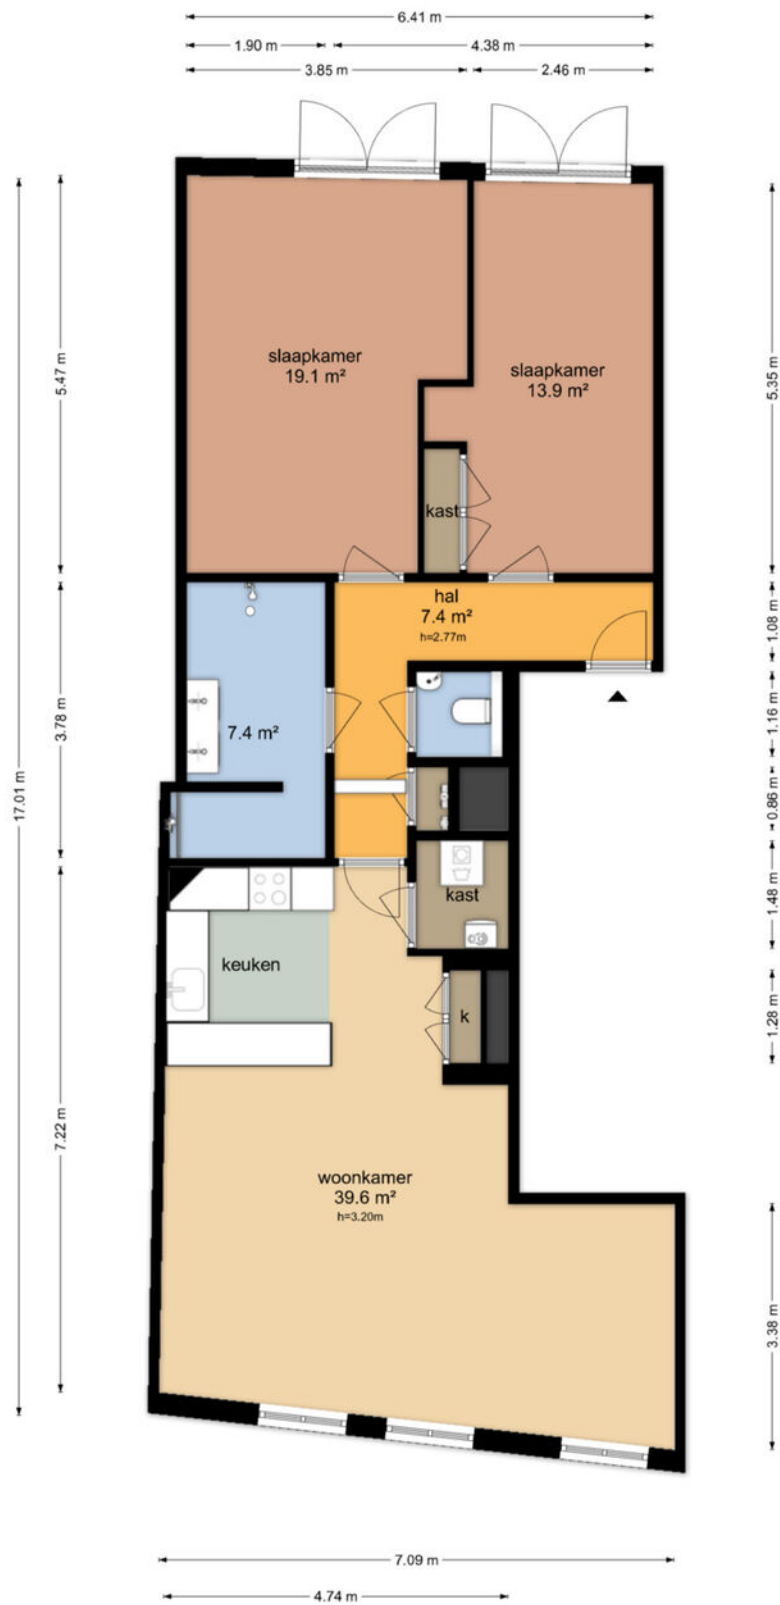 6.41 m
1.90 m
4.38 m
3.85 m
2.46 m
17.01 m
5.47 m
5.35 m
slaapkamer
19.1 m²
slaapkamer
13.9 m²
kast
hal
7.4 m²
h=2.77m
1.08 m
3.78 m
7.4 m²
1.16 m
0.86 m
kast
1.48 m
keuken
k
1.28 m
7.22 m
woonkamer
39.6 m²
h=3.20m
3.38 m
7.09 m
4.74 m